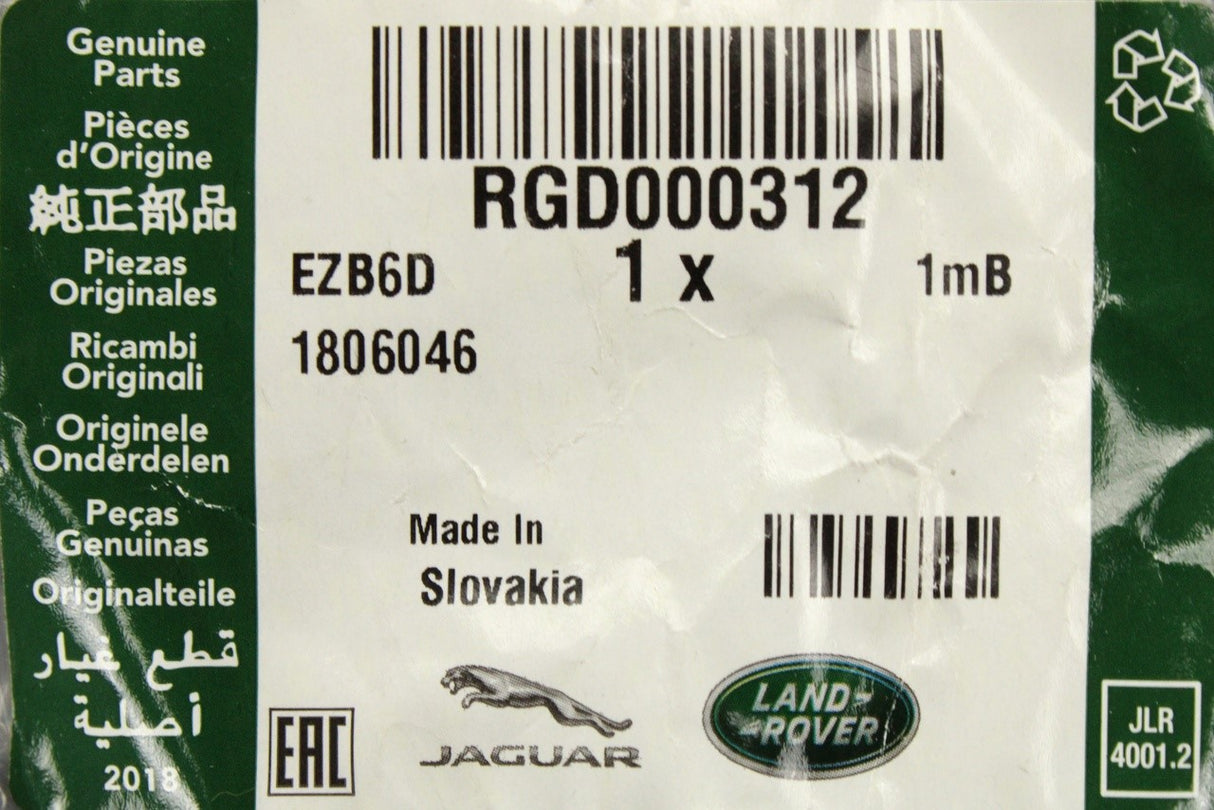 Genuine
Parts
Pièces
d'Origine
純正部品
Piezas
Originales
Ricambi
Originali
Originele
Onderdelen
Peças
Genuinas
Originalteile
قطع غيار
أصلية
2018
RGD000312
EZB6D
1 x
1mB
1806046
Made In
Slovakia
EAC
JAGUAR
LAND-
-ROVER
JLR
4001.2